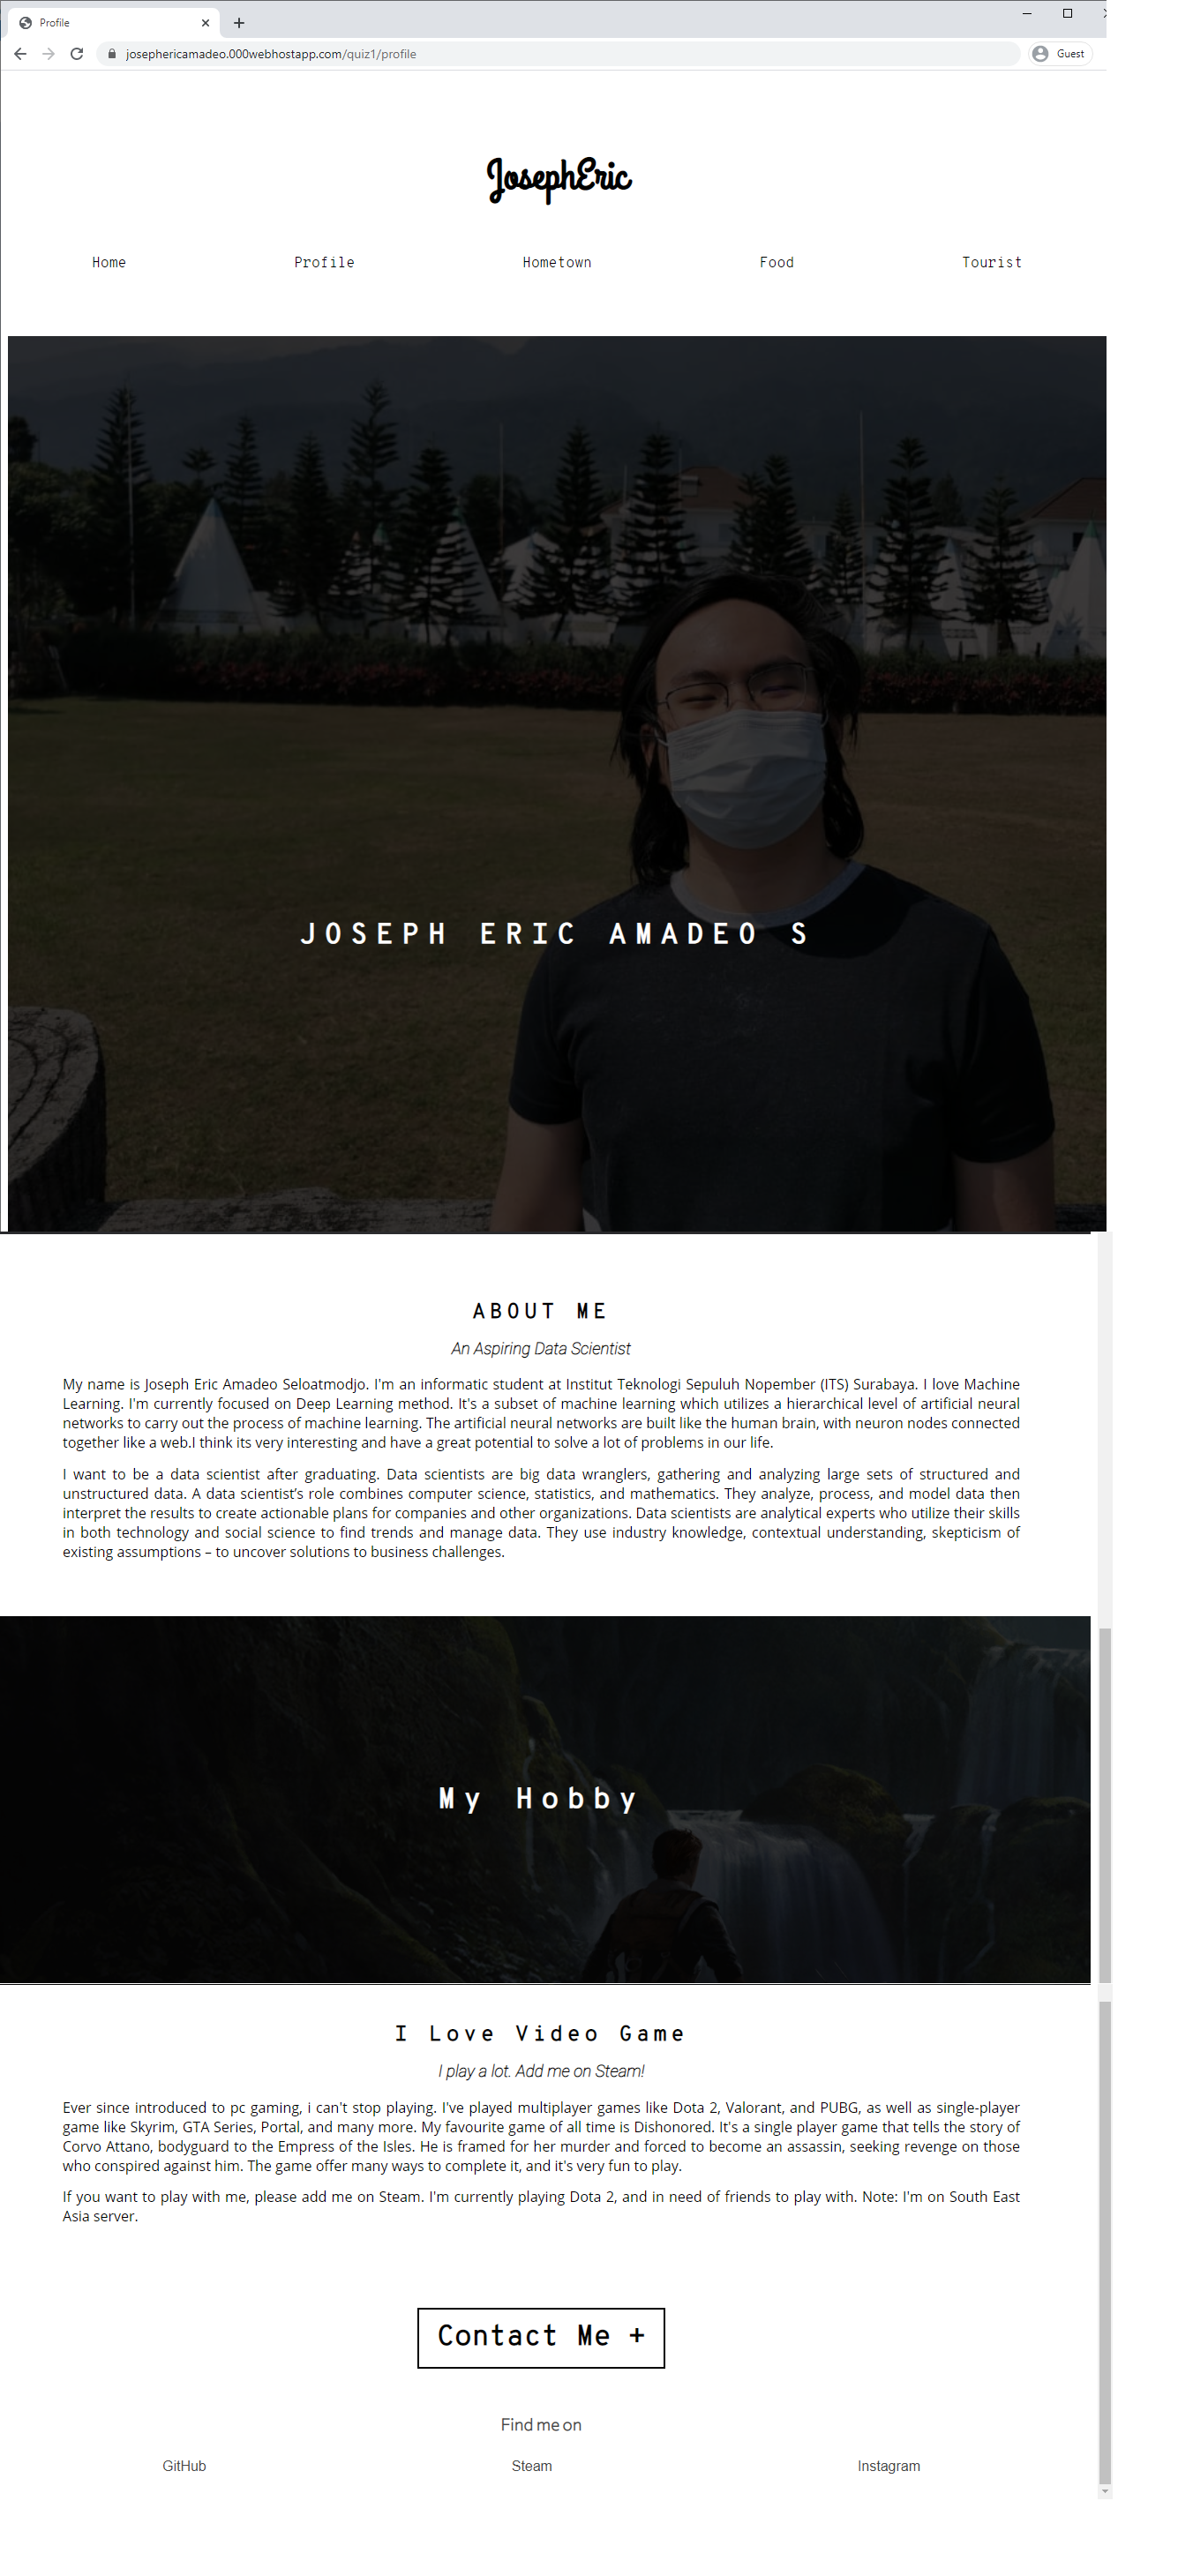 Profile
josephericamadeo.000webhostapp.com/quiz1/profile
Guest
JosephEric
Home Profile Hometown Food Tourist
JOSEPH ERIC AMADEO S
ABOUT ME
An Aspiring Data Scientist
My name is Joseph Eric Amadeo Seloatmodjo. I'm an informatic student at Institut Teknologi Sepuluh Nopember (ITS) Surabaya. I love Machine
Learning. I'm currently focused on Deep Learning method. It's a subset of machine learning which utilizes a hierarchical level of artificial neural
networks to carry out the process of machine learning. The artificial neural networks are built like the human brain, with neuron nodes connected
together like a web.I think its very interesting and have a great potential to solve a lot of problems in our life.
I want to be a data scientist after graduating. Data scientists are big data wranglers, gathering and analyzing large sets of structured and
unstructured data. A data scientist’s role combines computer science, statistics, and mathematics. They analyze, process, and model data then
interpret the results to create actionable plans for companies and other organizations. Data scientists are analytical experts who utilize their skills
in both technology and social science to find trends and manage data. They use industry knowledge, contextual understanding, skepticism of
existing assumptions – to uncover solutions to business challenges.
My Hobby
I Love Video Game
I play a lot. Add me on Steam!
Ever since introduced to pc gaming, i can't stop playing. I've played multiplayer games like Dota 2, Valorant, and PUBG, as well as single-player
game like Skyrim, GTA Series, Portal, and many more. My favourite game of all time is Dishonored. It's a single player game that tells the story of
Corvo Attano, bodyguard to the Empress of the Isles. He is framed for her murder and forced to become an assassin, seeking revenge on those
who conspired against him. The game offer many ways to complete it, and it's very fun to play.
If you want to play with me, please add me on Steam. I'm currently playing Dota 2, and in need of friends to play with. Note: I'm on South East
Asia server.
Contact Me +
Find me on
GitHub Steam Instagram